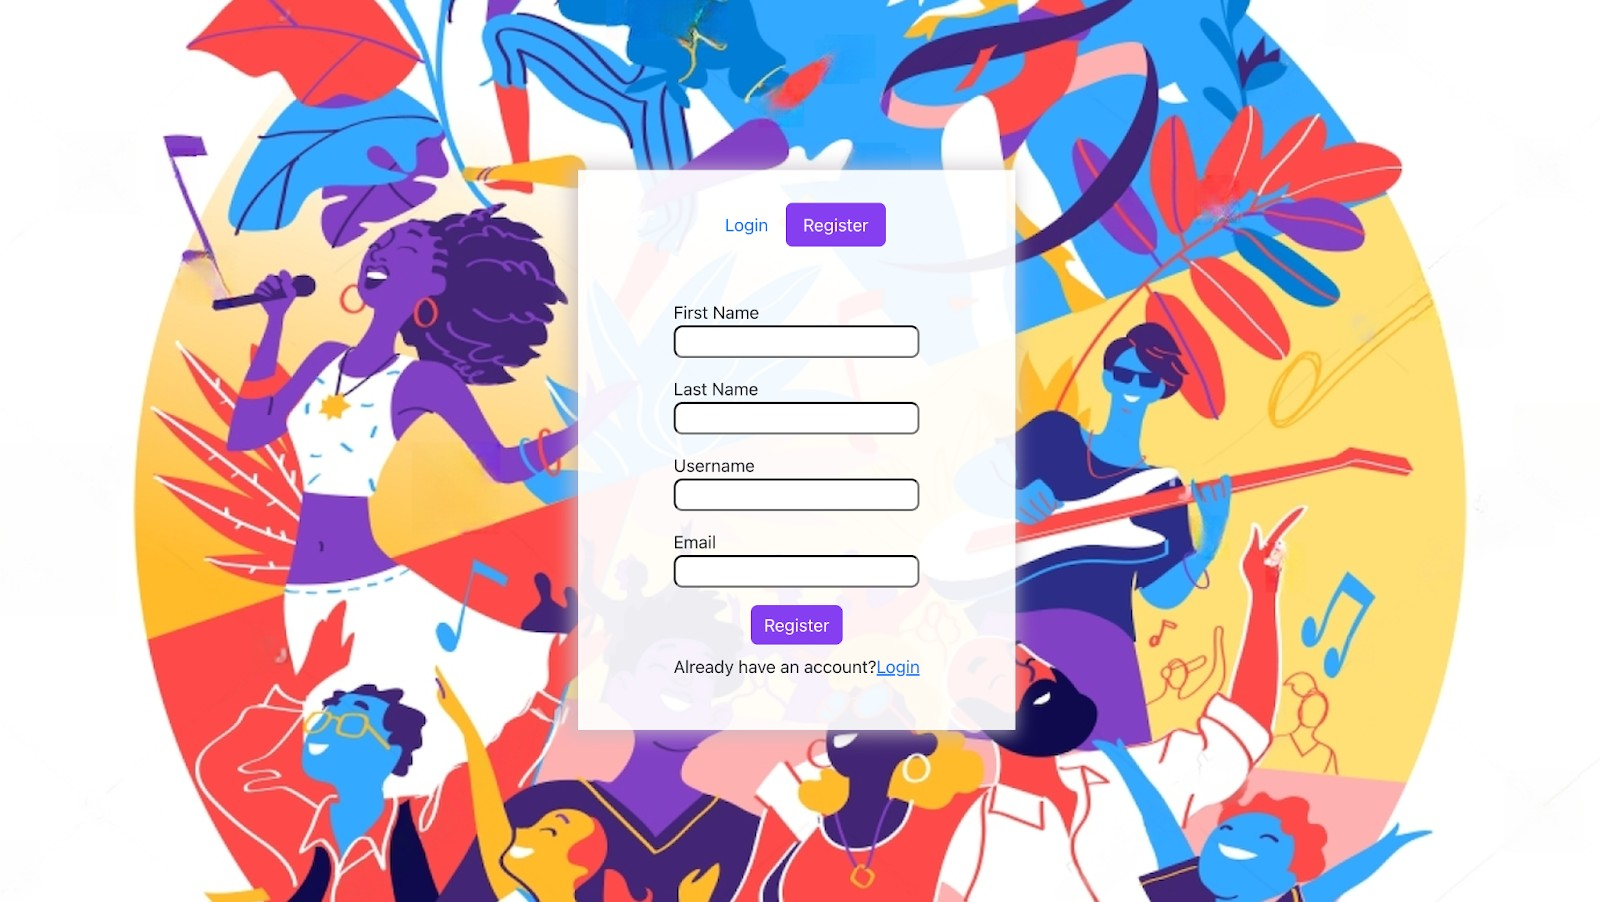 Login Register
First Name
Last Name
Username
Email
Register
Already have an account?Login